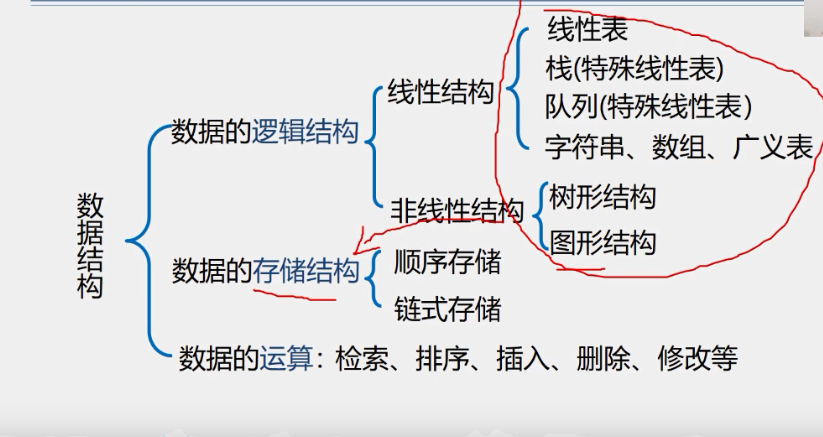 数据结构
数据的逻辑结构
线性结构
线性表
栈(特殊线性表)
队列(特殊线性表)
字符串、数组、广义表
非线性结构
树形结构
图形结构
数据的存储结构
顺序存储
链式存储
数据的运算：检索、排序、插入、删除、修改等